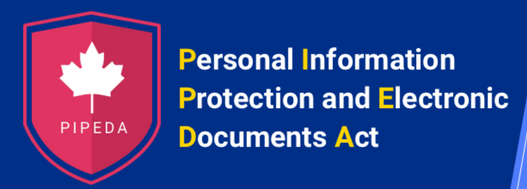 PIPEDA
Personal Information
Protection and Electronic
Documents Act